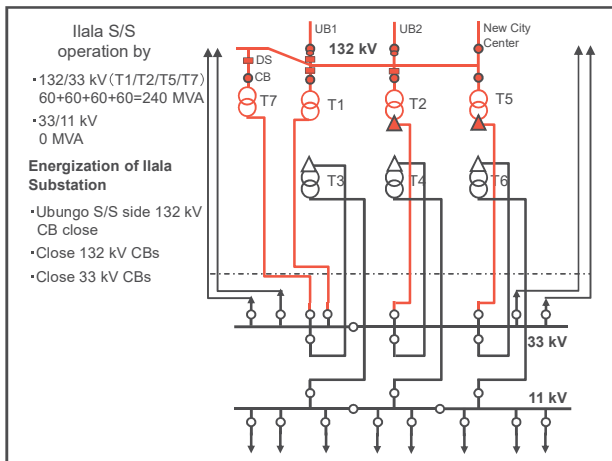 Ilala S/S
operation by
・132/33 kV(T1/T2/T5/T7)
60+60+60+60=240 MVA
・33/11 kV
0 MVA
Energization of Ilala
Substation
・Ubungo S/S side 132 kV
CB close
・Close 132 kV CBs
・Close 33 kV CBs
UB1
UB2
New City
Center
132 kV
DS
CB
T7
T1
T2
T5
T3
T4
T6
33 kV
11 kV